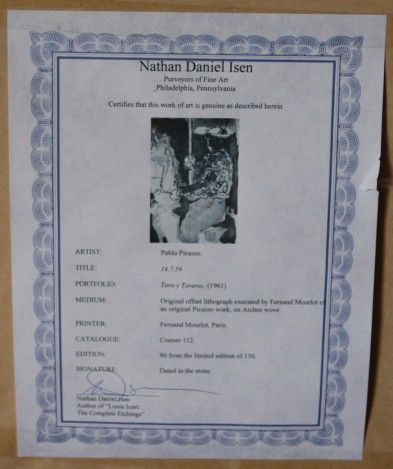 Nathan Daniel Isen
Purveyors of Fine Art
Philadelphia, Pennsylvania
Certifies that this work of art is genuine as described herein
ARTIST: Pablo Picasso.
TITLE: 14.7.59
PORTFOLIO: Toro y Toreros, (1961)
MEDIUM: Original offset lithograph executed by Fernand Mourlot of
an original Picasso work, on Arches wove.
PRINTER: Fernand Mourlot, Paris.
CATALOGUE: Cramer 112.
EDITION: 90 from the limited edition of 150.
SIGNATURE: Dated in the stone
Nathan Daniel Isen
Author of "Louis Icart:
The Complete Etchings"